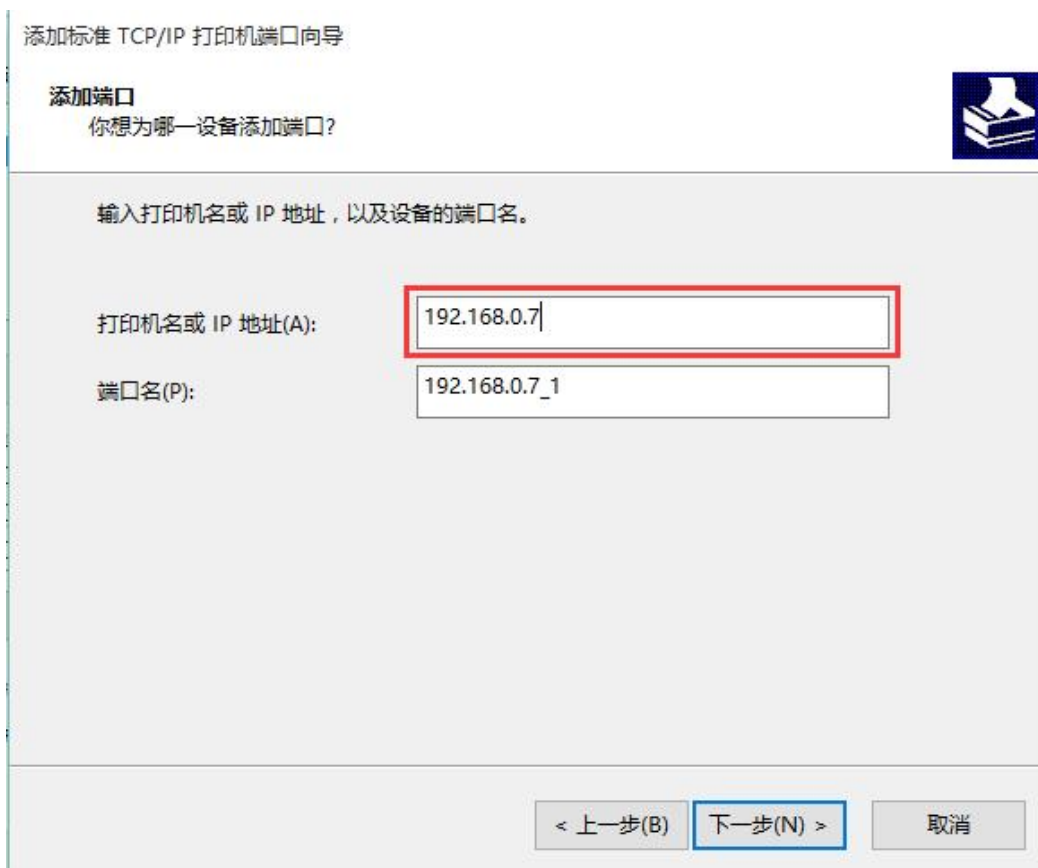 添加标准 TCP/IP 打印机端口向导
添加端口
你想为哪一设备添加端口?
输入打印机名或 IP 地址，以及设备的端口名。
打印机名或 IP 地址(A):
192.168.0.7
端口名(P):
192.168.0.7_1
< 上一步(B)
下一步(N) >
取消